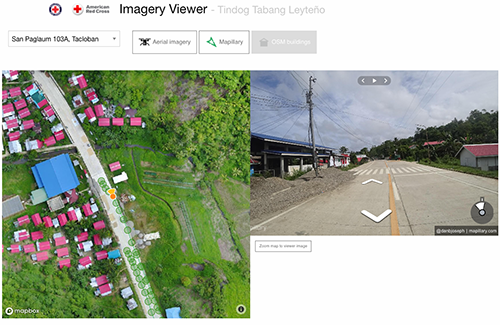 American
Red Cross
Imagery Viewer - Tindog Tabang Leyteño
San Paglaum 103A, Tacloban
Aerial imagery
Mapillary
OSM buildings
@danbjoseph | mapillary.com
Zoom map to viewer image
mapbox